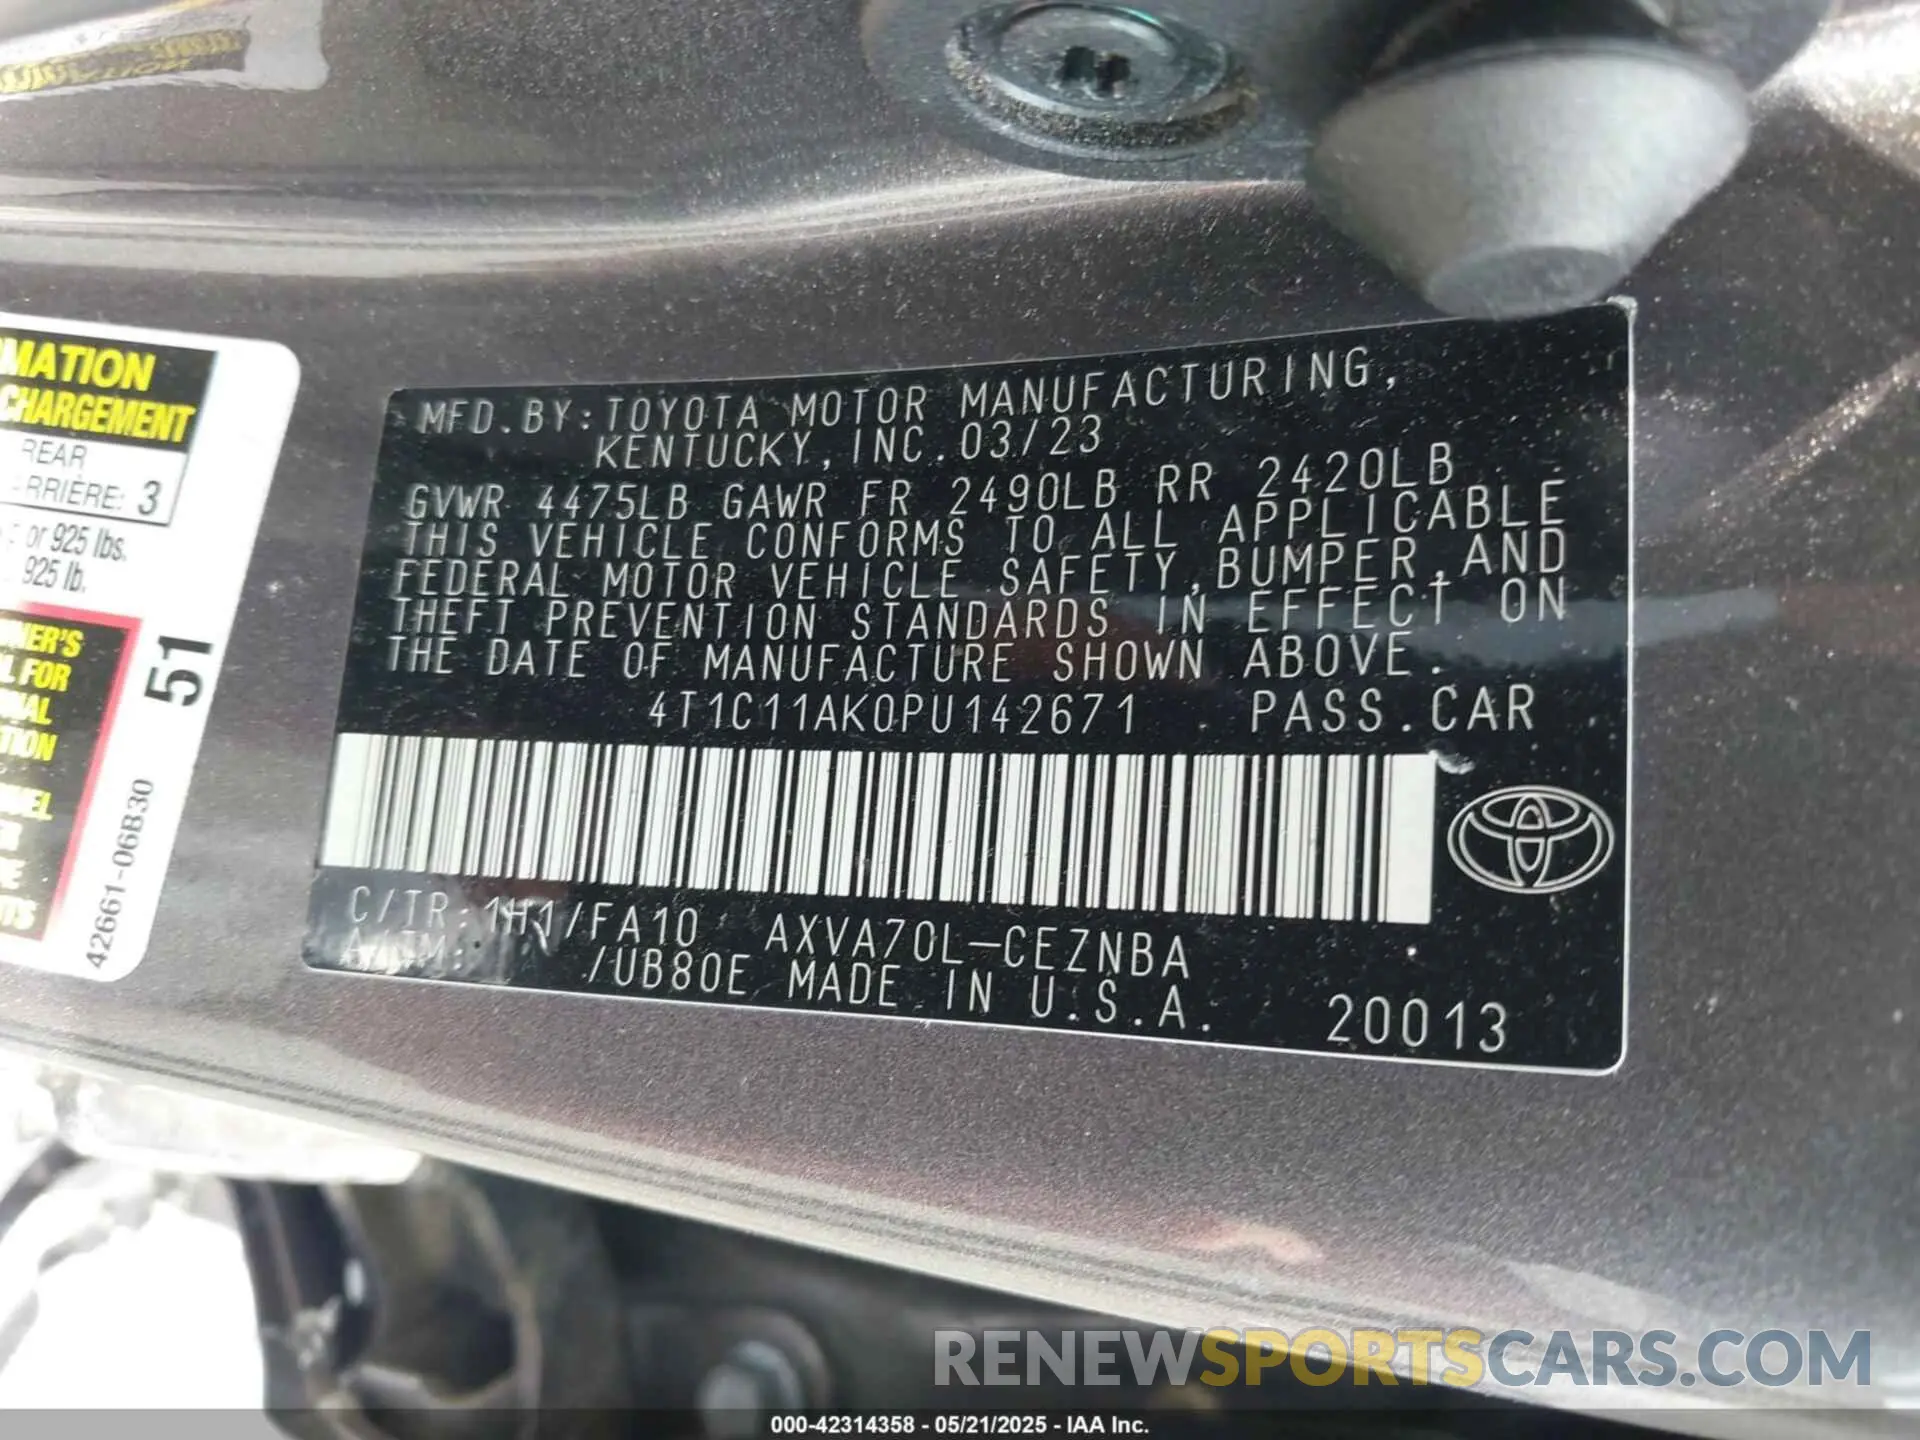 MATION
CHARGEMENT
REAR
ARRIÈRE: 3
or 925 lbs.
925 lb.
NER'S
L FOR
51
42661-06B30
MFD.BY:TOYOTA MOTOR MANUFACTURING,
KENTUCKY,INC.03/23
GVWR 4475LB GAWR FR 2490LB RR 2420LB
THIS VEHICLE CONFORMS TO ALL APPLICABLE
FEDERAL MOTOR VEHICLE SAFETY,BUMPER,AND
THEFT PREVENTION STANDARDS IN EFFECT ON
THE DATE OF MANUFACTURE SHOWN ABOVE.
4T1C11AK0PU142671 PASS.CAR
C/TR:1H1/FA10 AXVA70L-CEZNBA
/UB80E MADE IN U.S.A.
20013
RENEWSPORTSCARS.COM
000-42314358 - 05/21/2025 - IAA Inc.